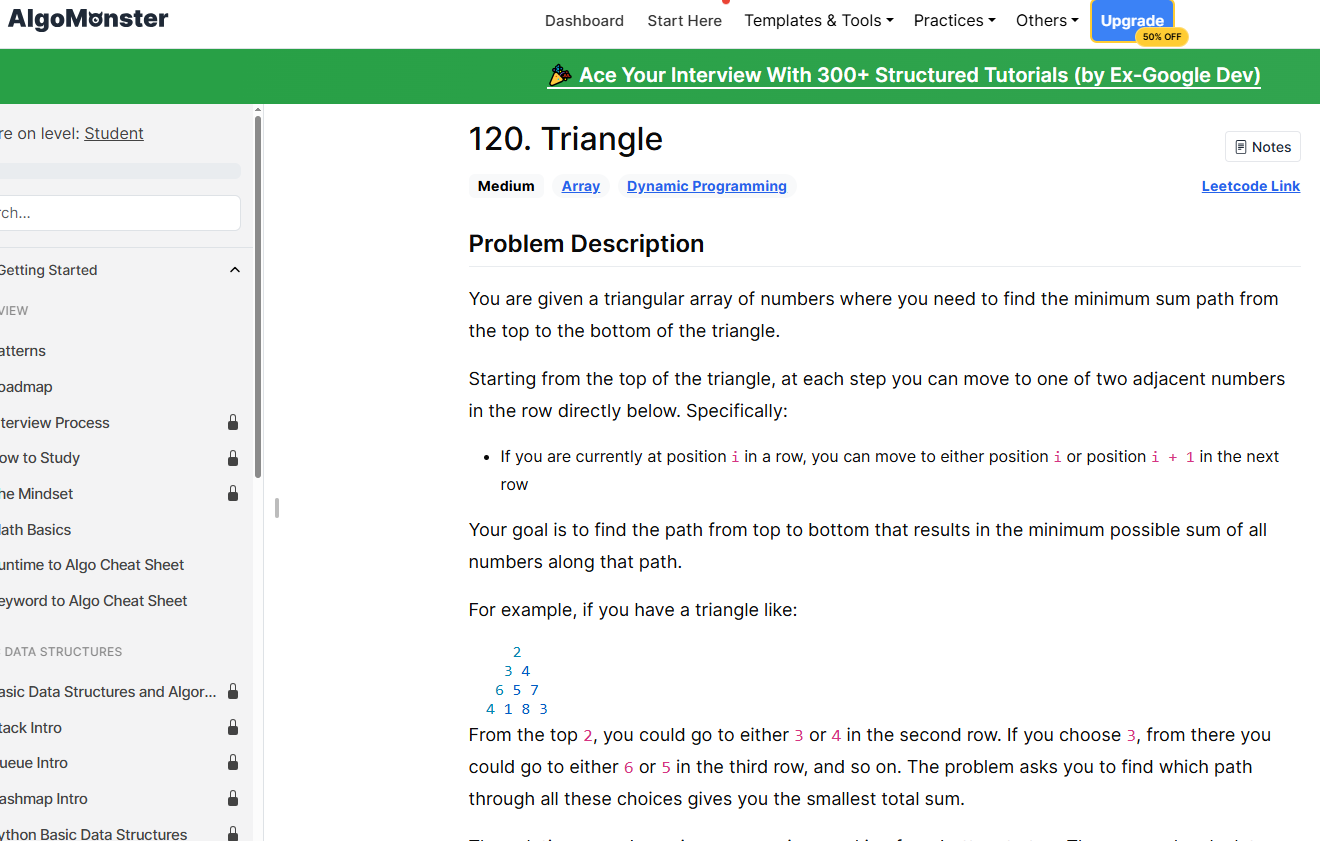 AlgoMonster
Dashboard Start Here Templates & Tools Practices Others Upgrade
50% OFF
Ace Your Interview With 300+ Structured Tutorials (by Ex-Google Dev)
re on level: Student
rch...
Getting Started
VIEW
atterns
oadmap
terview Process
ow to Study
he Mindset
ath Basics
untime to Algo Cheat Sheet
eyword to Algo Cheat Sheet
DATA STRUCTURES
asic Data Structures and Algor...
tack Intro
ueue Intro
ashmap Intro
ython Basic Data Structures
120. Triangle
Notes
Medium Array Dynamic Programming
Leetcode Link
Problem Description
You are given a triangular array of numbers where you need to find the minimum sum path from
the top to the bottom of the triangle.
Starting from the top of the triangle, at each step you can move to one of two adjacent numbers
in the row directly below. Specifically:
• If you are currently at position i in a row, you can move to either position i or position i + 1 in the next
row
Your goal is to find the path from top to bottom that results in the minimum possible sum of all
numbers along that path.
For example, if you have a triangle like:
2
3 4
6 5 7
4 1 8 3
From the top 2, you could go to either 3 or 4 in the second row. If you choose 3, from there you
could go to either 6 or 5 in the third row, and so on. The problem asks you to find which path
through all these choices gives you the smallest total sum.